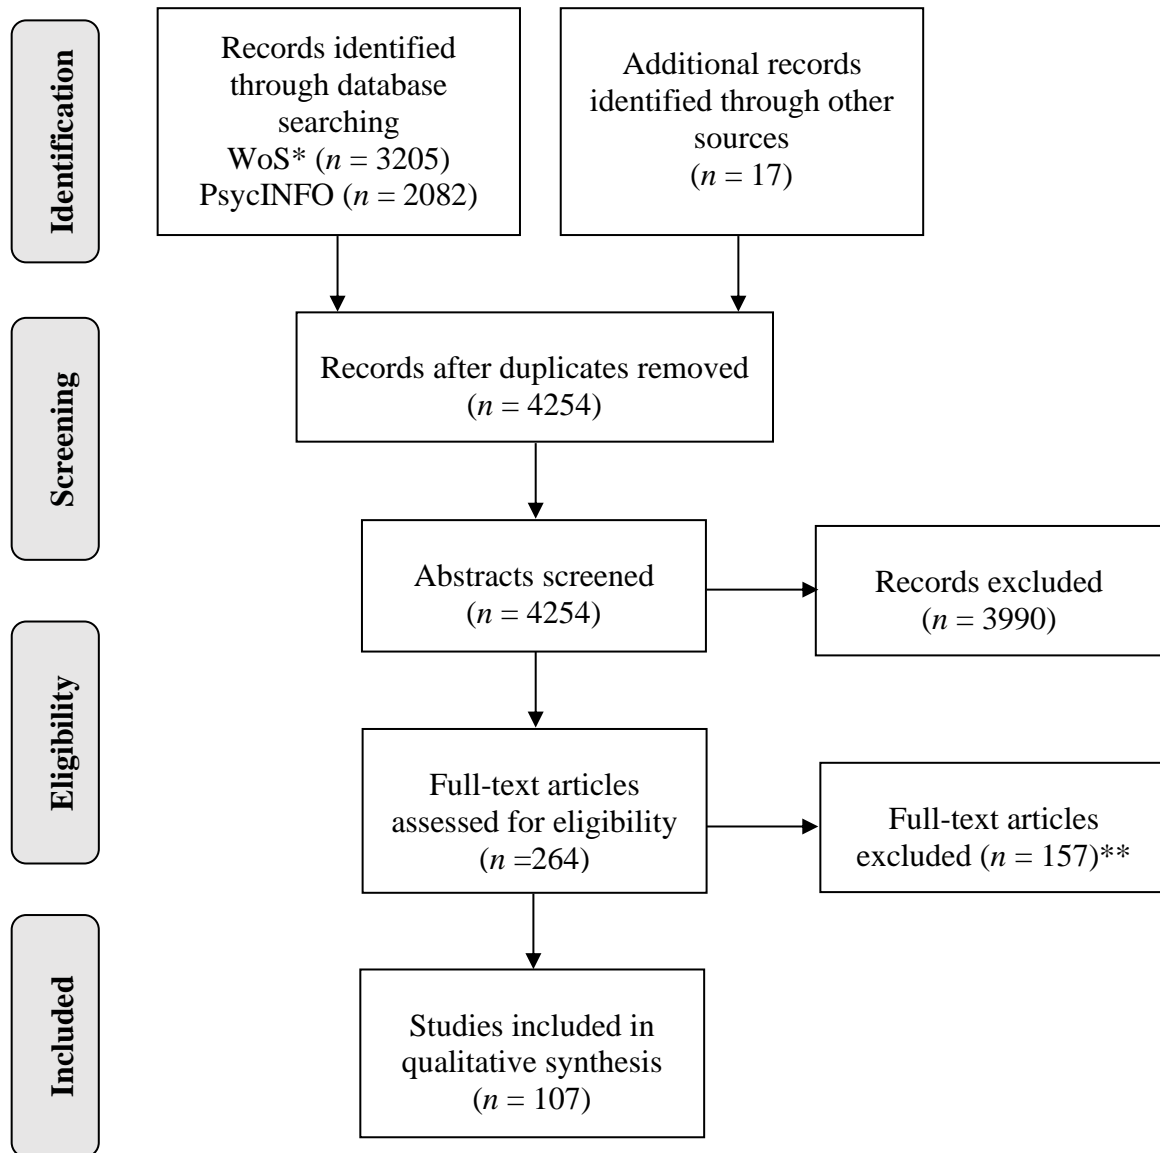 Identification
Records identified
through database
searching
WoS* (n = 3205)
PsycINFO (n = 2082)
Additional records
identified through other
sources
(n = 17)
Screening
Records after duplicates removed
(n = 4254)
Abstracts screened
(n = 4254)
Records excluded
(n = 3990)
Eligibility
Full-text articles
assessed for eligibility
(n =264)
Full-text articles
excluded (n = 157)**
Included
Studies included in
qualitative synthesis
(n = 107)